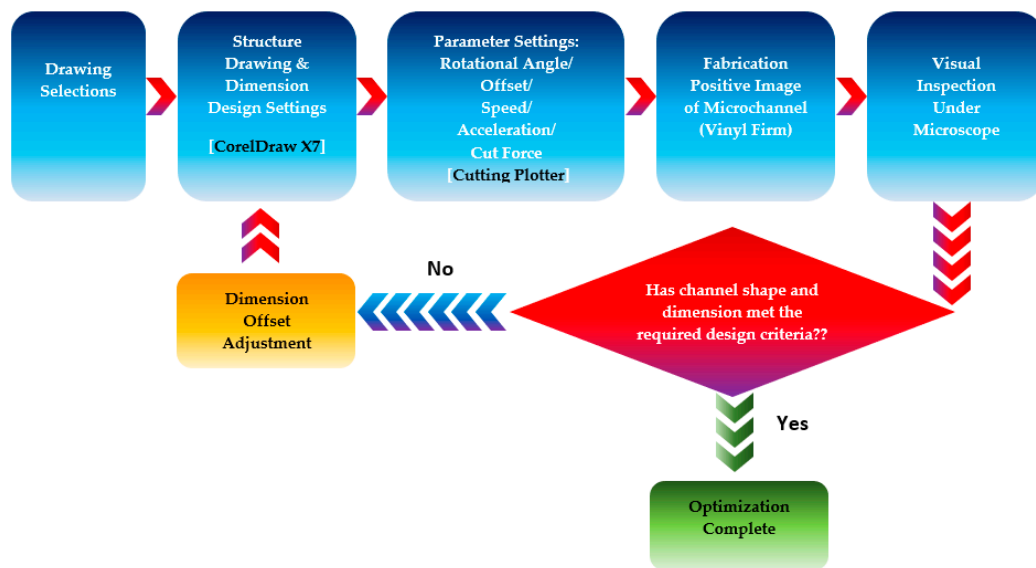 Drawing
Selections
Structure
Drawing &
Dimension
Design Settings
[CorelDraw X7]
Parameter Settings:
Rotational Angle/
Offset/
Speed/
Acceleration/
Cut Force
[Cutting Plotter]
Fabrication
Positive Image
of Microchannel
(Vinyl Firm)
Visual
Inspection
Under
Microscope
No
Dimension
Offset
Adjustment
Has channel shape and
dimension met the
required design criteria??
Yes
Optimization
Complete